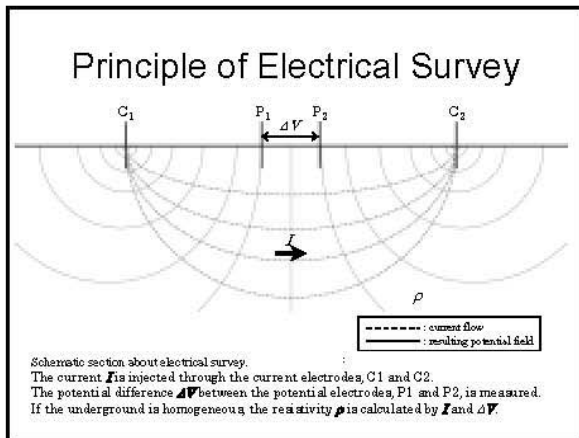 Principle of Electrical Survey
C1 P1 P2 C2
ΔV
I
ρ
: current flow
: resulting potential field
Schematic section about electrical survey. :
The current I is injected through the current electrodes, C1 and C2.
The potential difference ΔV between the potential electrodes, P1 and P2, is measured.
If the underground is homogeneous, the resistivity ρ is calculated by I and ΔV.